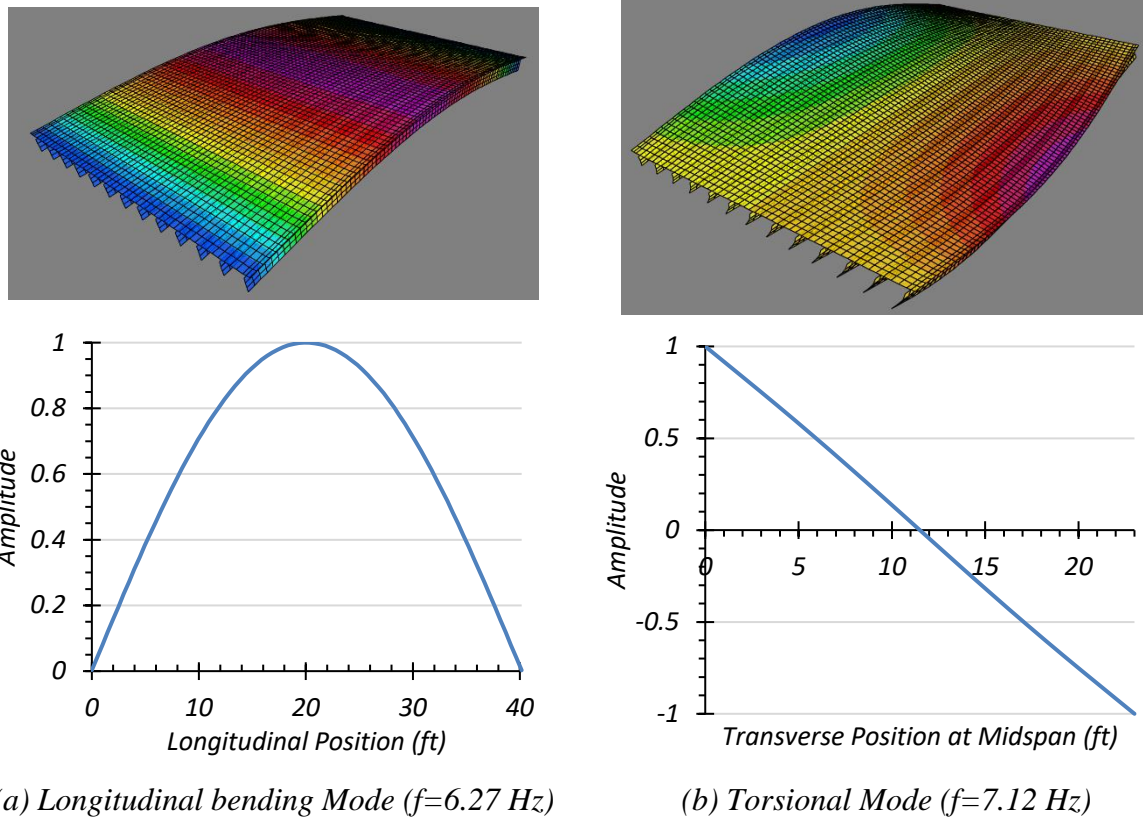 1
0.8
0.6
0.4
0.2
0
0 10 20 30 40
Amplitude
Longitudinal Position (ft)
1
0.5
0
-0.5
-1
0 5 10 15 20
Amplitude
Transverse Position at Midspan (ft)
a) Longitudinal bending Mode (f=6.27 Hz)
(b) Torsional Mode (f=7.12 Hz)